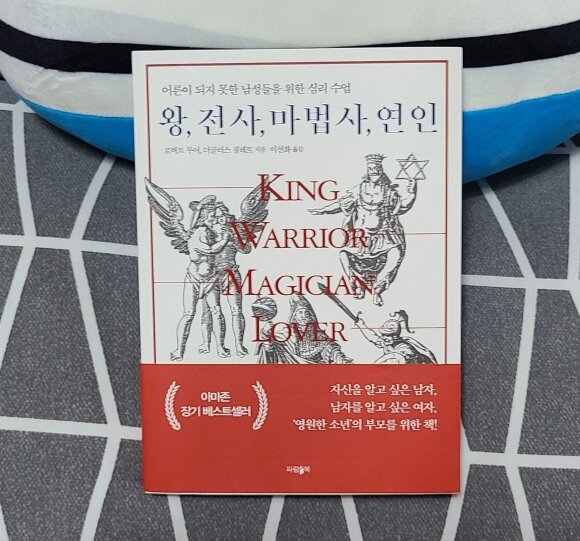 어른이 되지 못한 남성들을 위한 심리 수업
왕, 전사, 마법사, 연인
로버트 무어, 더글러스 질레트 지음 이선화 옮김
KING
WARRIOR
MAGICIAN
LOVER
아마존
장기 베스트셀러
자신을 알고 싶은 남자,
남자를 알고 싶은 여자,
'영원한 소년'의 부모를 위한 책!
파람북